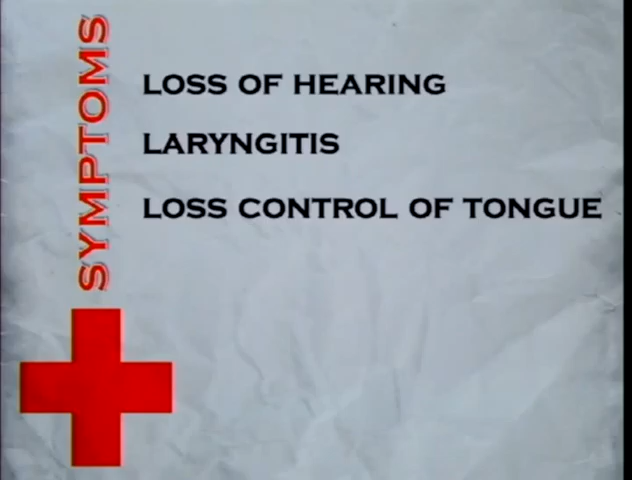 SYMPTOMS
LOSS OF HEARING
LARYNGITIS
LOSS CONTROL OF TONGUE